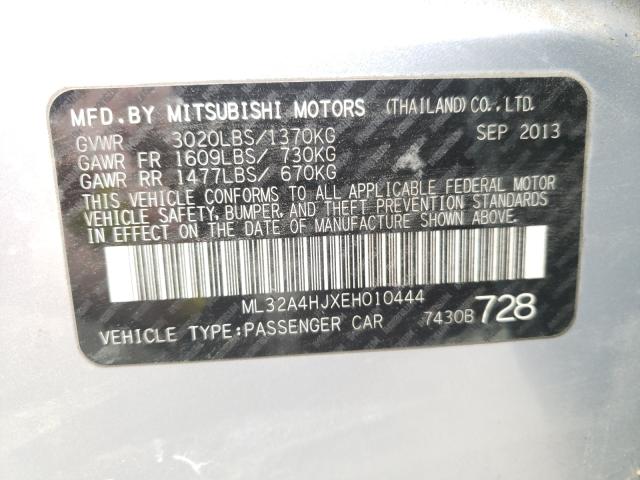 MFD. BY MITSUBISHI MOTORS (THAILAND) CO., LTD.
GVWR 3020LBS/1370KG SEP 2013
GAWR FR 1609LBS/ 730KG
GAWR RR 1477LBS/ 670KG
THIS VEHICLE CONFORMS TO ALL APPLICABLE FEDERAL MOTOR
VEHICLE SAFETY, BUMPER, AND THEFT PREVENTION STANDARDS
IN EFFECT ON THE DATE OF MANUFACTURE SHOWN ABOVE.
ML32A4HJXEH010444
VEHICLE TYPE:PASSENGER CAR 7430B 728